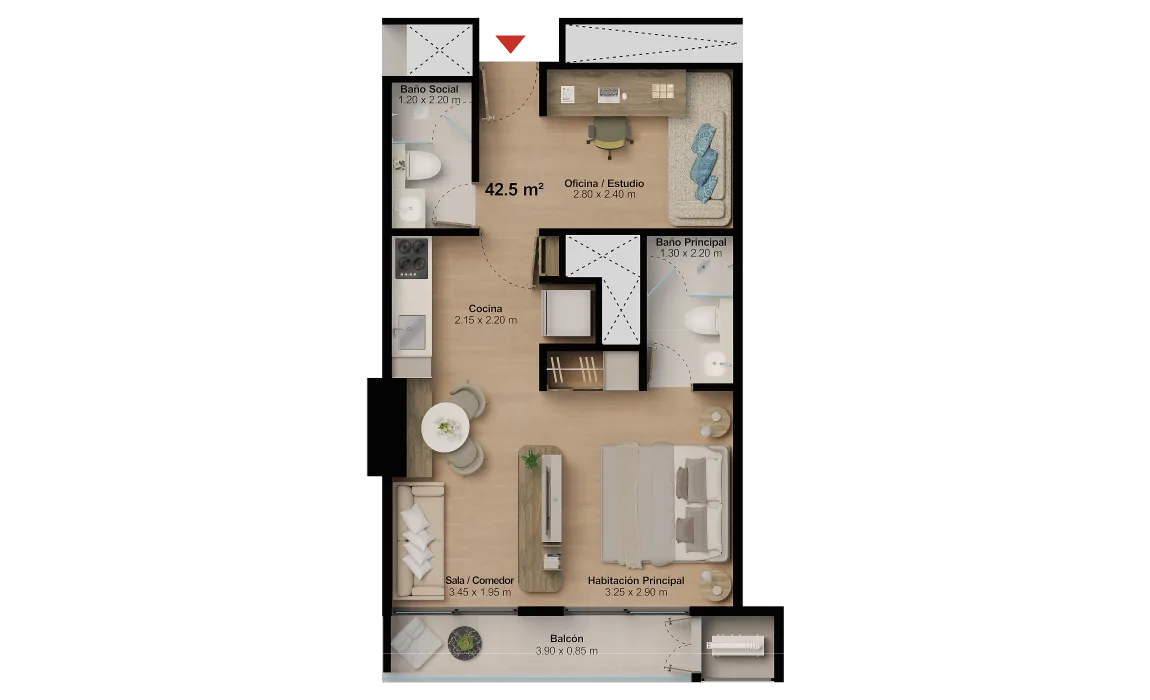 Baño Social
1.20 x 2.20 m
42.5 m²
Oficina / Estudio
2.80 x 2.40 m
Baño Principal
1.30 x 2.20 m
Cocina
2.15 x 2.20 m
Sala / Comedor
3.45 x 1.95 m
Habitación Principal
3.25 x 2.90 m
Balcón
3.90 x 0.85 m